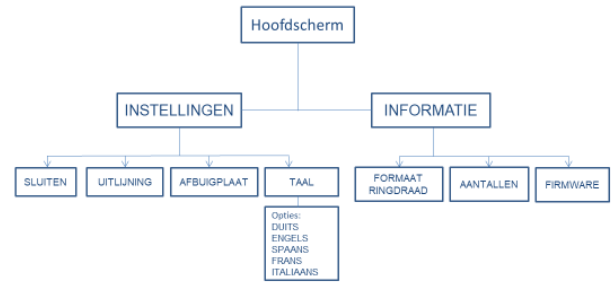 Hoofdscherm
INSTELLINGEN
INFORMATIE
SLUITEN
UITLIJNING
AFBUIGPLAAT
TAAL
FORMAAT
RINGDRAAD
AANTALLEN
FIRMWARE
Opties:
DUITS
ENGELS
SPAANS
FRANS
ITALIAANS